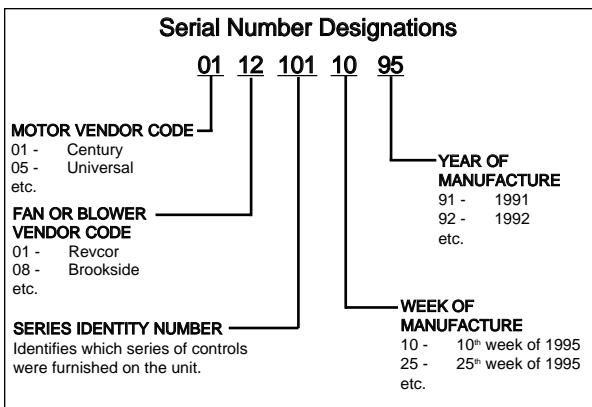 Serial Number Designations
01 12 101 10 95
MOTOR VENDOR CODE
01 - Century
05 - Universal
etc.
FAN OR BLOWER
VENDOR CODE
01 - Revcor
08 - Brookside
etc.
SERIES IDENTITY NUMBER
Identifies which series of controls
were furnished on the unit.
YEAR OF
MANUFACTURE
91 - 1991
92 - 1992
etc.
WEEK OF
MANUFACTURE
10 - 10th week of 1995
25 - 25th week of 1995
etc.